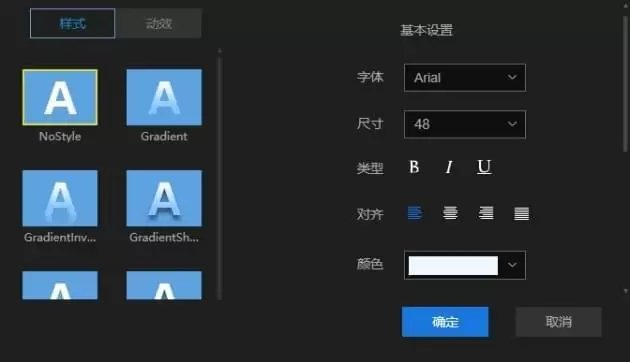 样式 动效
A A
NoStyle Gradient
A A
GradientInv... GradientSh...
基本设置
字体 Arial
尺寸 48
类型 B I U
对齐
颜色
确定 取消